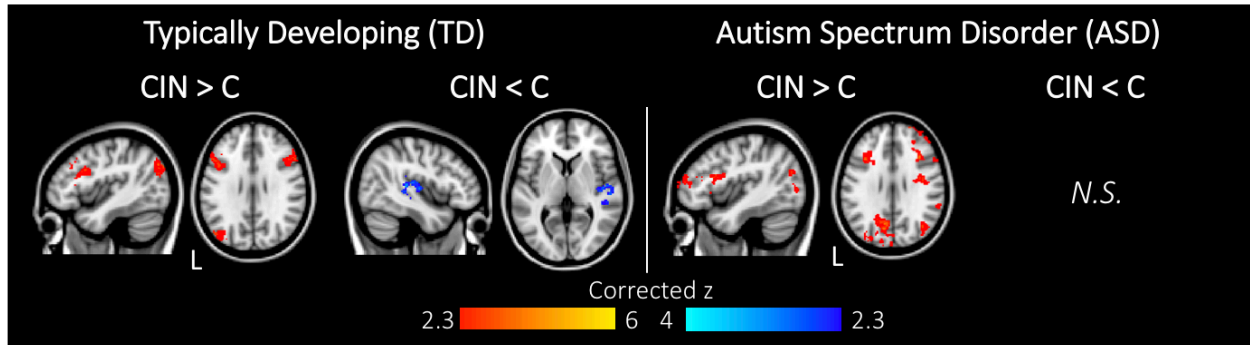 Typically Developing (TD)
Autism Spectrum Disorder (ASD)
CIN > C
CIN < C
CIN > C
CIN < C
N.S.
L
L
Corrected z
2.3
6
4
2.3